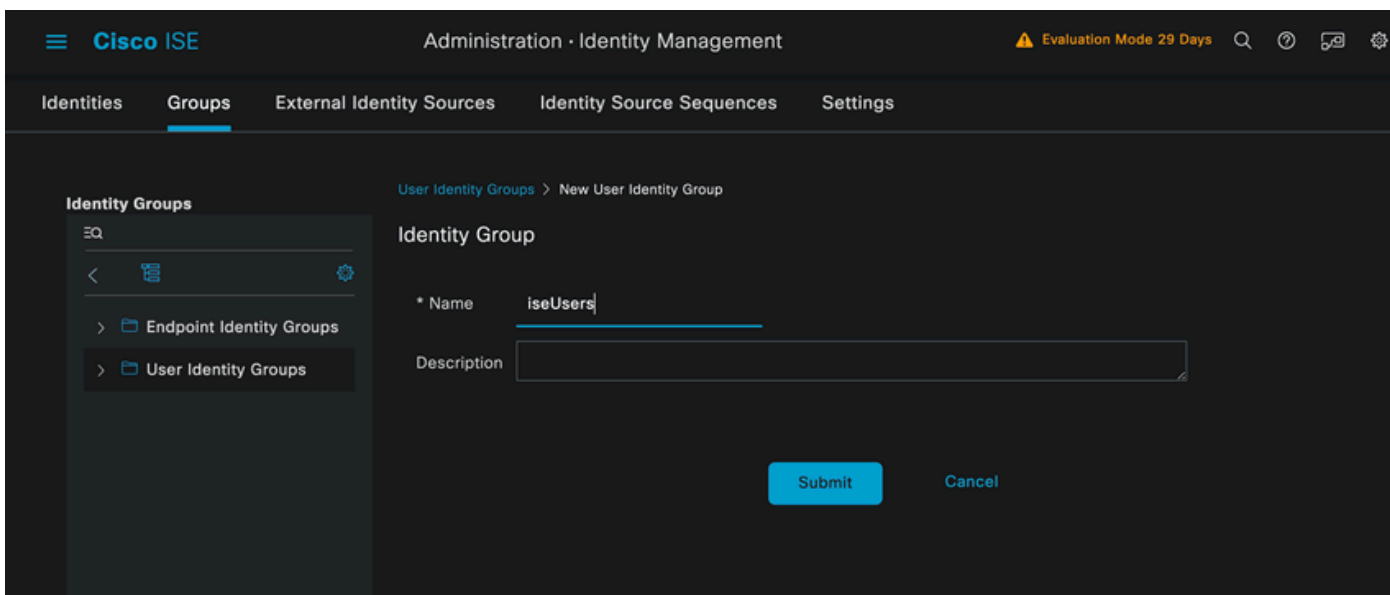 Cisco ISE
Administration · Identity Management
Evaluation Mode 29 Days
Identities
Groups
External Identity Sources
Identity Source Sequences
Settings
Identity Groups
Endpoint Identity Groups
User Identity Groups
User Identity Groups > New User Identity Group
Identity Group
* Name iseUsers
Description
Submit
Cancel